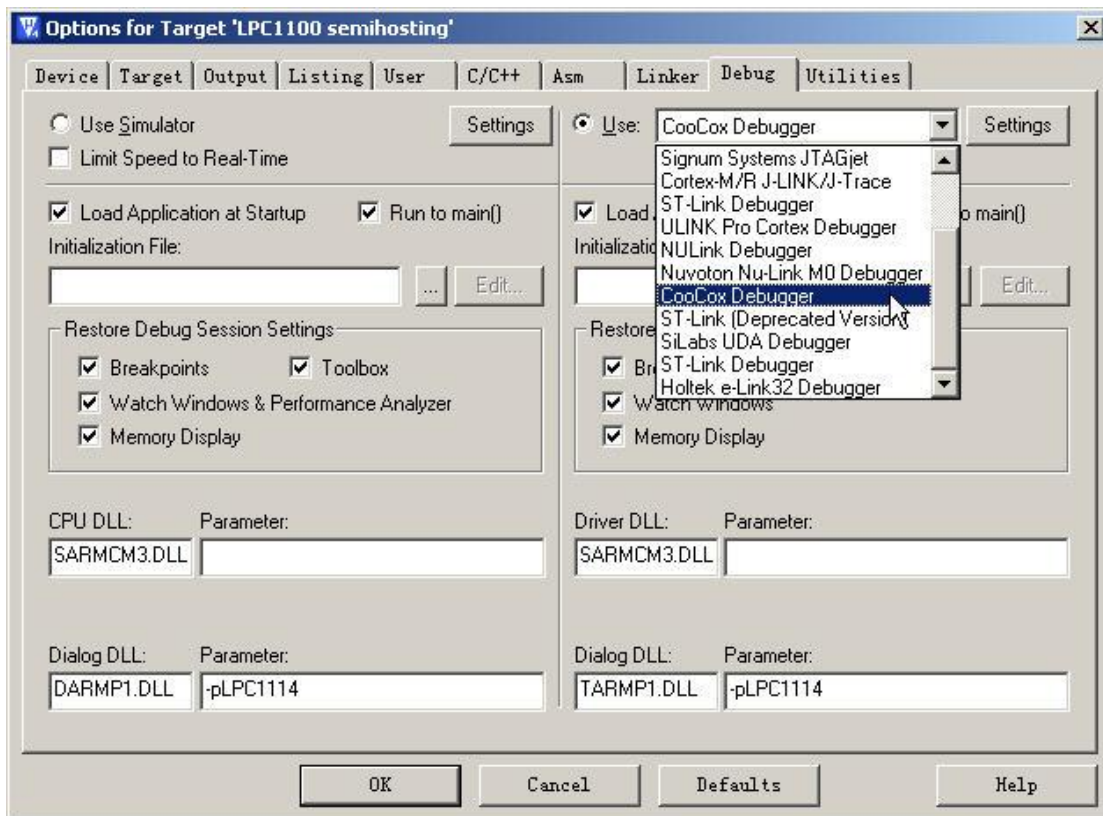 Options for Target 'LPC1100 semihosting'
Device Target Output Listing User C/C++ Asm Linker Debug Utilities
Use Simulator Settings
Limit Speed to Real-Time
Load Application at Startup Run to main()
Initialization File:
... Edit...
Restore Debug Session Settings
Breakpoints Toolbox
Watch Windows & Performance Analyzer
Memory Display
CPU DLL: Parameter:
SARMCM3.DLL
Dialog DLL: Parameter:
DARMP1.DLL -pLPC1114
Use: CooCox Debugger Settings
Signum Systems JTAGjet
Cortex-M/R J-LINK/J-Trace
ST-Link Debugger
ULINK Pro Cortex Debugger
NULink Debugger
Nuvoton Nu-Link M0 Debugger
CooCox Debugger
ST-Link (Deprecated Version)
SiLabs UDA Debugger
ST-Link Debugger
Holtek e-Link32 Debugger
Load main()
Edit...
Restore
Watch Windows
Memory Display
Driver DLL: Parameter:
SARMCM3.DLL
Dialog DLL: Parameter:
TARMP1.DLL -pLPC1114
OK Cancel Defaults Help